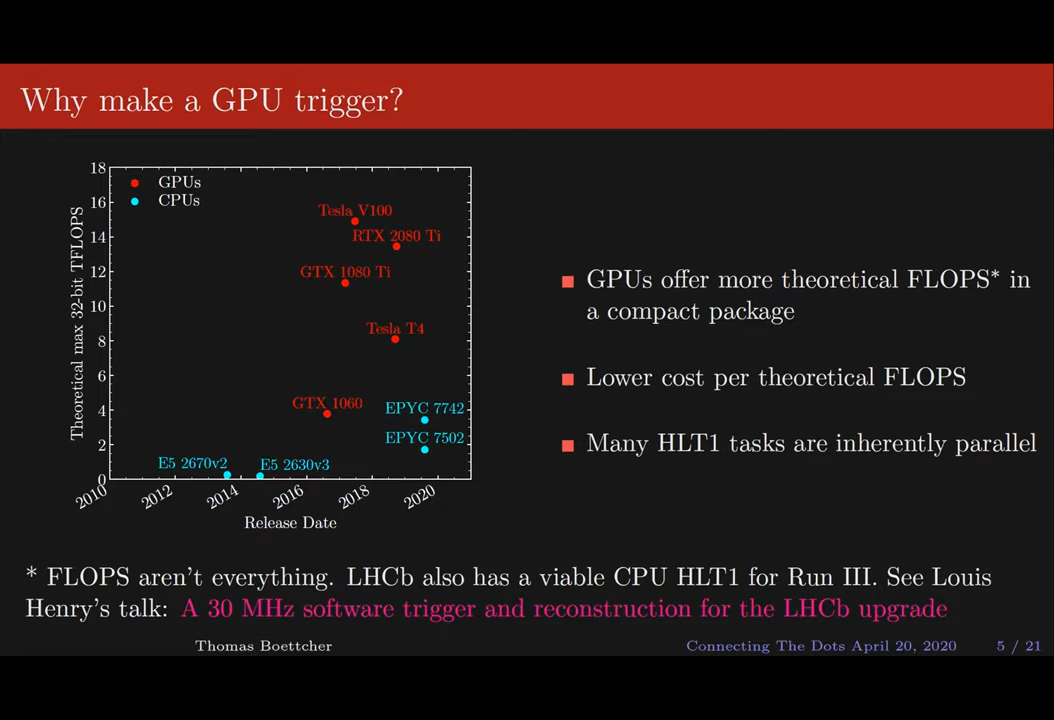 Why make a GPU trigger?
18
16
14
12
10
8
6
4
2
0
Theoretical max 32-bit TFLOPS
GPUs
CPUs
Tesla V100
RTX 2080 Ti
GTX 1080 Ti
Tesla T4
GTX 1060
EPYC 7742
EPYC 7502
E5 2670v2
E5 2630v3
2010
2012
2014
2016
2018
2020
Release Date
GPUs offer more theoretical FLOPS* in
a compact package
Lower cost per theoretical FLOPS
Many HLT1 tasks are inherently parallel
* FLOPS aren't everything. LHCb also has a viable CPU HLT1 for Run III. See Louis
Henry's talk: A 30 MHz software trigger and reconstruction for the LHCb upgrade
Thomas Boettcher
Connecting The Dots April 20, 2020
5 / 21